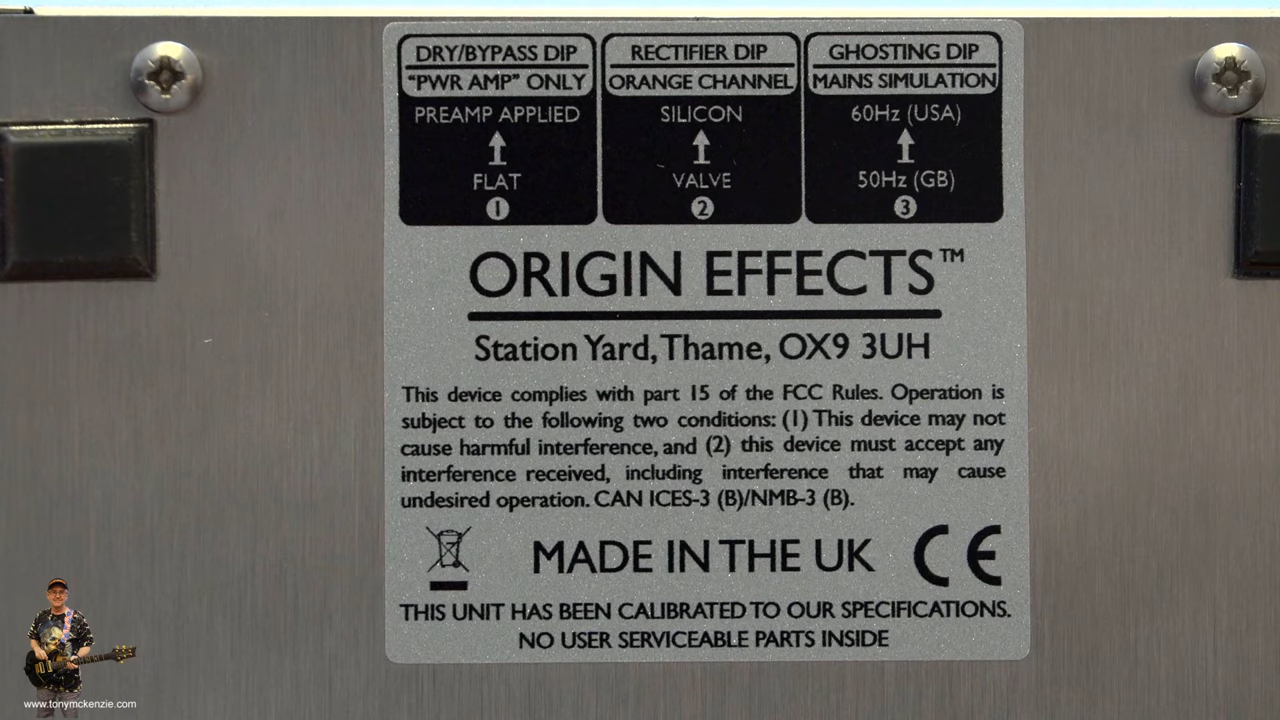 DRY/BYPASS DIP
"PWR AMP" ONLY
PREAMP APPLIED
FLAT
1
RECTIFIER DIP
ORANGE CHANNEL
SILICON
VALVE
2
GHOSTING DIP
MAINS SIMULATION
60Hz (USA)
50Hz (GB)
3
ORIGIN EFFECTS™
Station Yard, Thame, OX9 3UH
This device complies with part 15 of the FCC Rules. Operation is
subject to the following two conditions: (1) This device may not
cause harmful interference, and (2) this device must accept any
interference received, including interference that may cause
undesired operation. CAN ICES-3 (B)/NMB-3 (B).
MADE IN THE UK CE
THIS UNIT HAS BEEN CALIBRATED TO OUR SPECIFICATIONS.
NO USER SERVICEABLE PARTS INSIDE
www.tonymckenzie.com